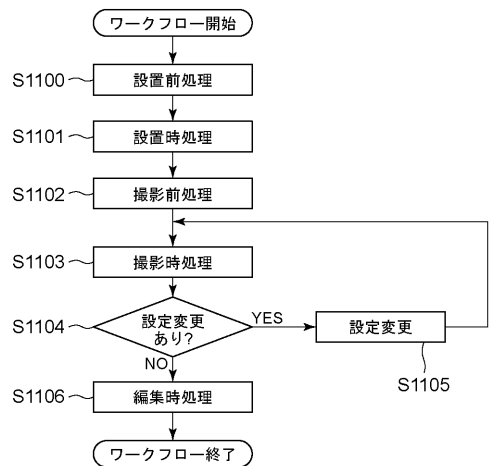 ワークフロー開始
S1100
設置前処理
S1101
設置時処理
S1102
撮影前処理
S1103
撮影時処理
S1104
設定変更
あり?
YES
設定変更
S1105
NO
S1106
編集時処理
ワークフロー終了